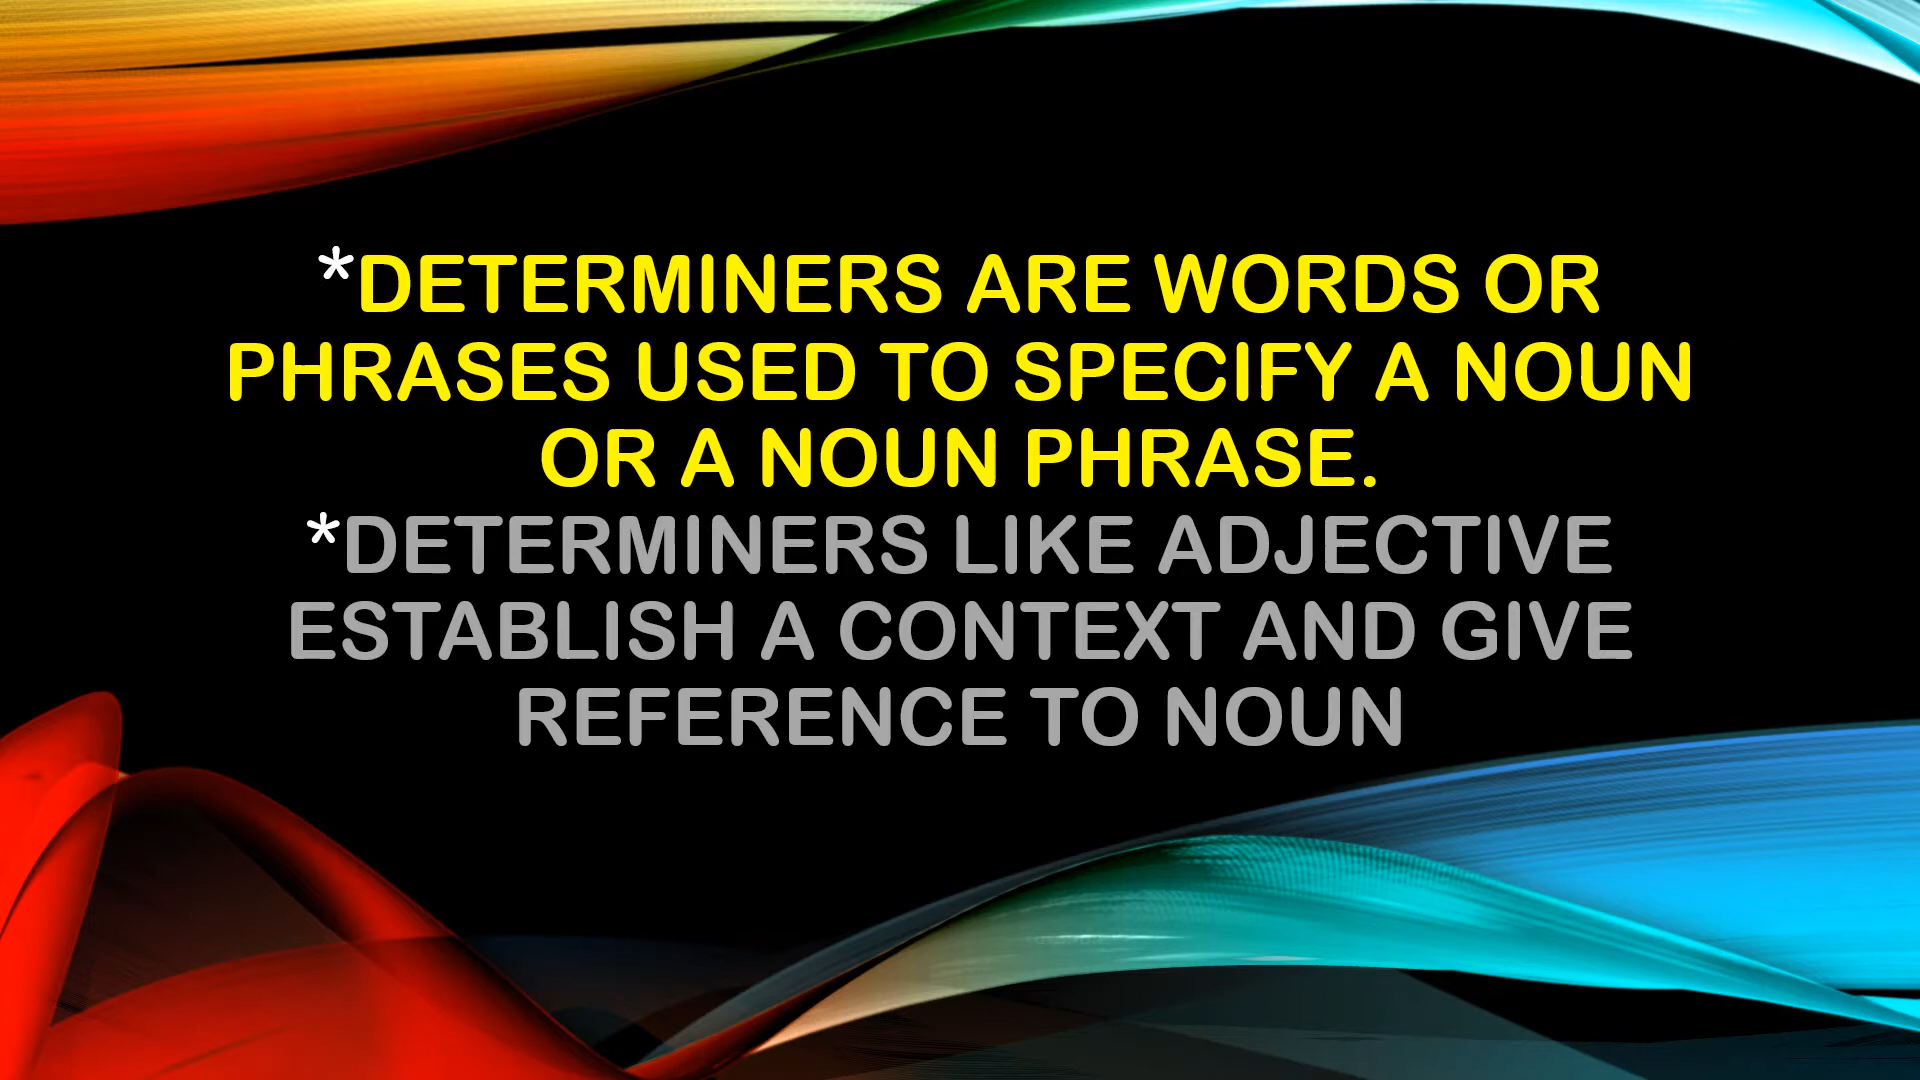 *DETERMINERS ARE WORDS OR
PHRASES USED TO SPECIFY A NOUN
OR A NOUN PHRASE.
*DETERMINERS LIKE ADJECTIVE
ESTABLISH A CONTEXT AND GIVE
REFERENCE TO NOUN